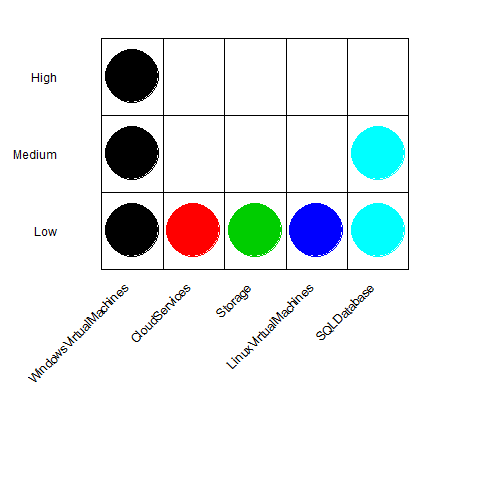 High
Medium
Low
WindowsVirtualMachines
CloudServices
Storage
LinuxVirtualMachines
SQLDatabase